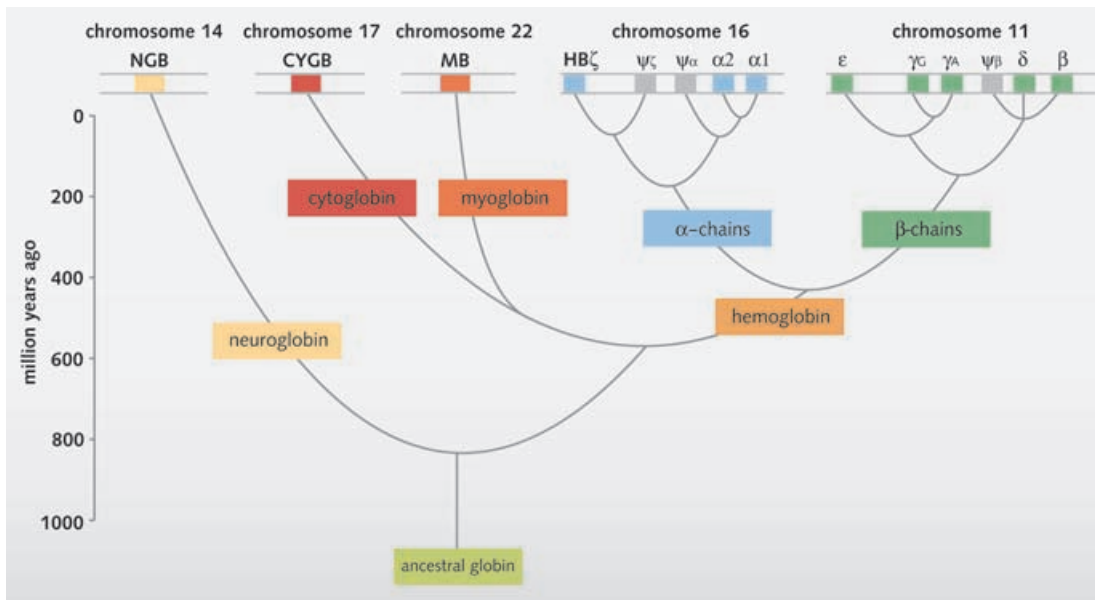 chromosome 14 chromosome 17 chromosome 22 chromosome 16 chromosome 11
NGB CYGB MB HBζ ψζ ψα α2 α1 ε γG γA ψβ δ β
0
200
400
600
800
1000
million years ago
cytoglobin myoglobin
α–chains β-chains
hemoglobin
neuroglobin
ancestral globin